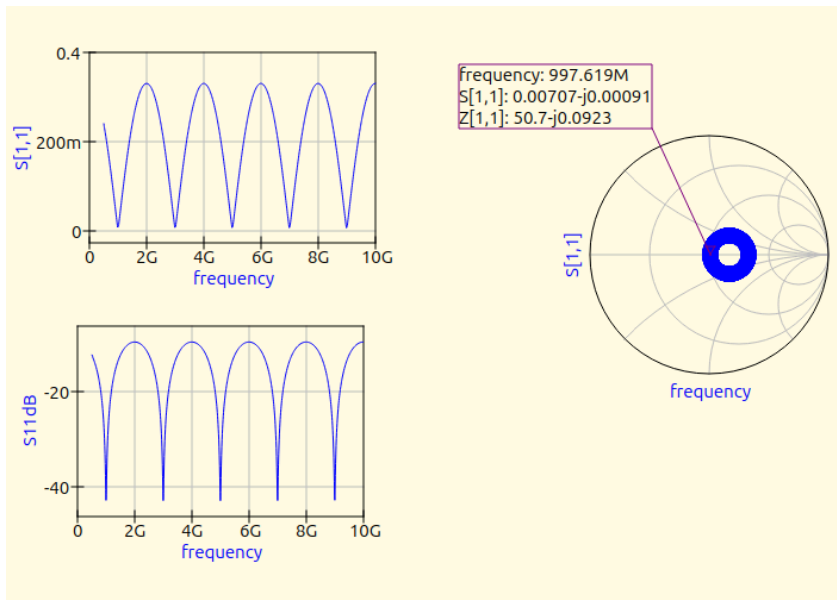 0.4
200m
0
S[1,1]
0
2G
4G
6G
8G
10G
frequency
frequency: 997.619M
S[1,1]: 0.00707-j0.00091
Z[1,1]: 50.7-j0.0923
S[1,1]
frequency
-20
-40
S11dB
0
2G
4G
6G
8G
10G
frequency